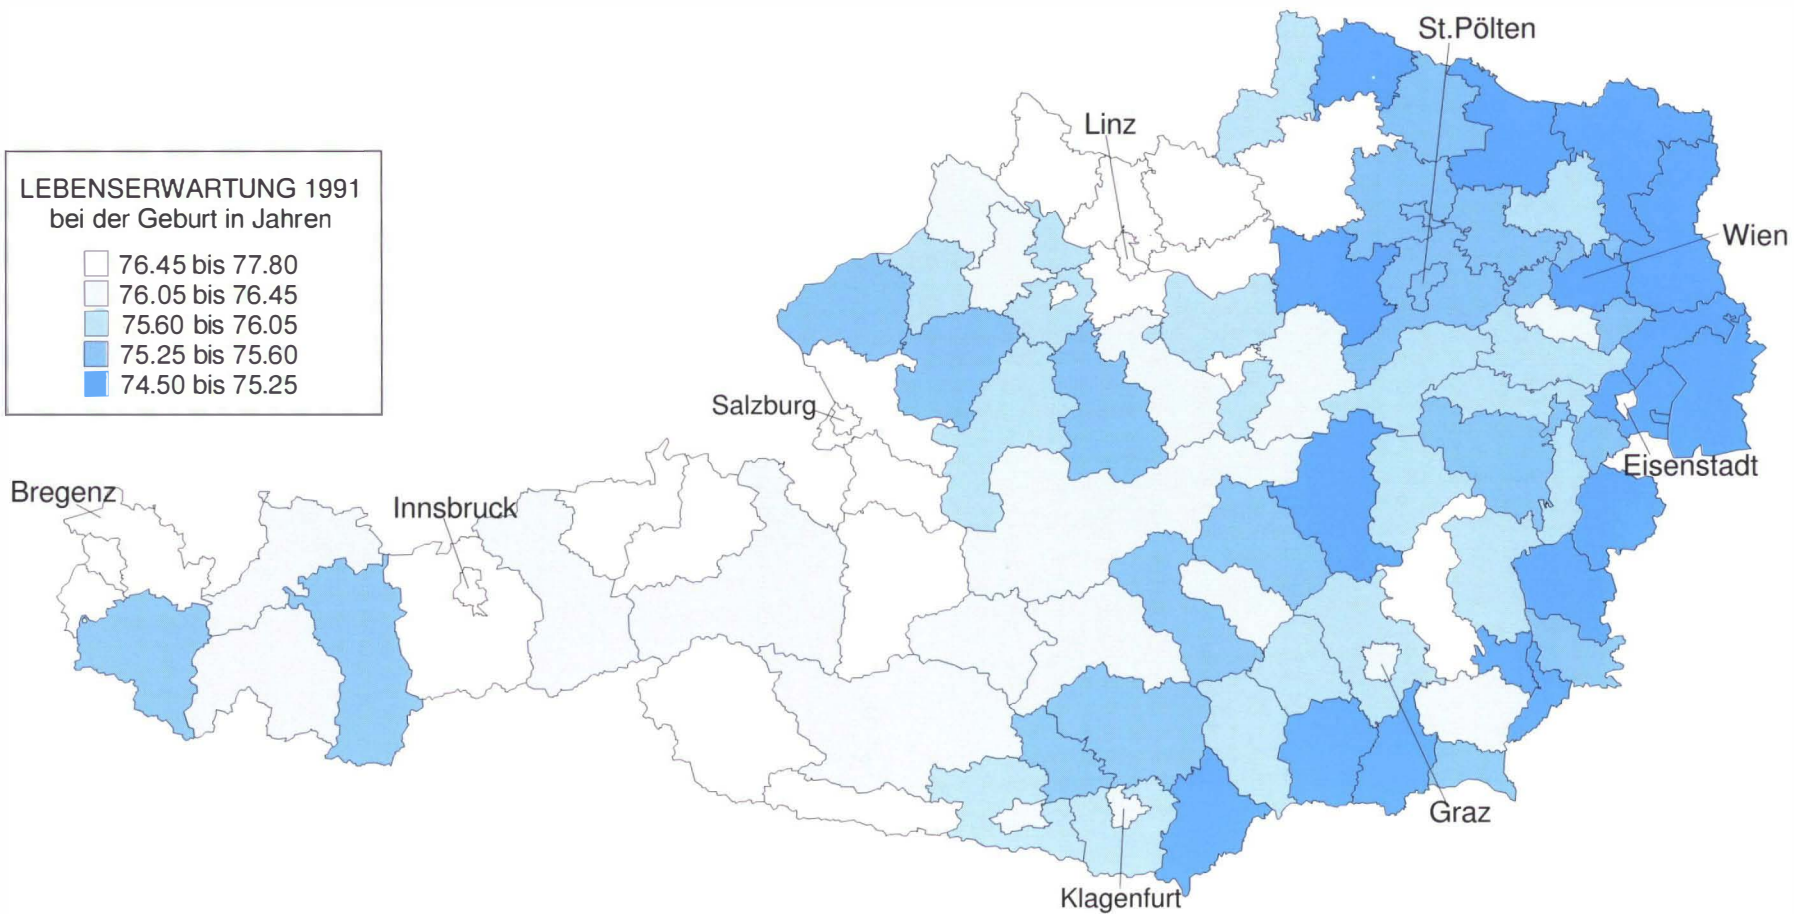 St.Pölten
Linz
LEBENSERWARTUNG 1991
bei der Geburt in Jahren
76.45 bis 77.80
76.05 bis 76.45
75.60 bis 76.05
75.25 bis 75.60
74.50 bis 75.25
Wien
Salzburg
Eisenstadt
Bregenz
Innsbruck
Graz
Klagenfurt